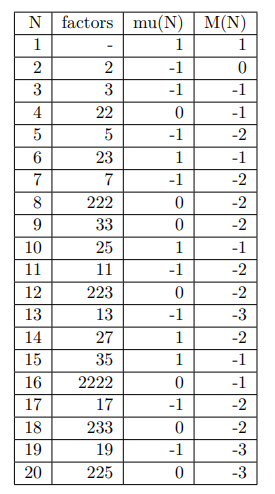 N factors mu(N) M(N)
1 - 1 1
2 2 -1 0
3 3 -1 -1
4 22 0 -1
5 5 -1 -2
6 23 1 -1
7 7 -1 -2
8 222 0 -2
9 33 0 -2
10 25 1 -1
11 11 -1 -2
12 223 0 -2
13 13 -1 -3
14 27 1 -2
15 35 1 -1
16 2222 0 -1
17 17 -1 -2
18 233 0 -2
19 19 -1 -3
20 225 0 -3